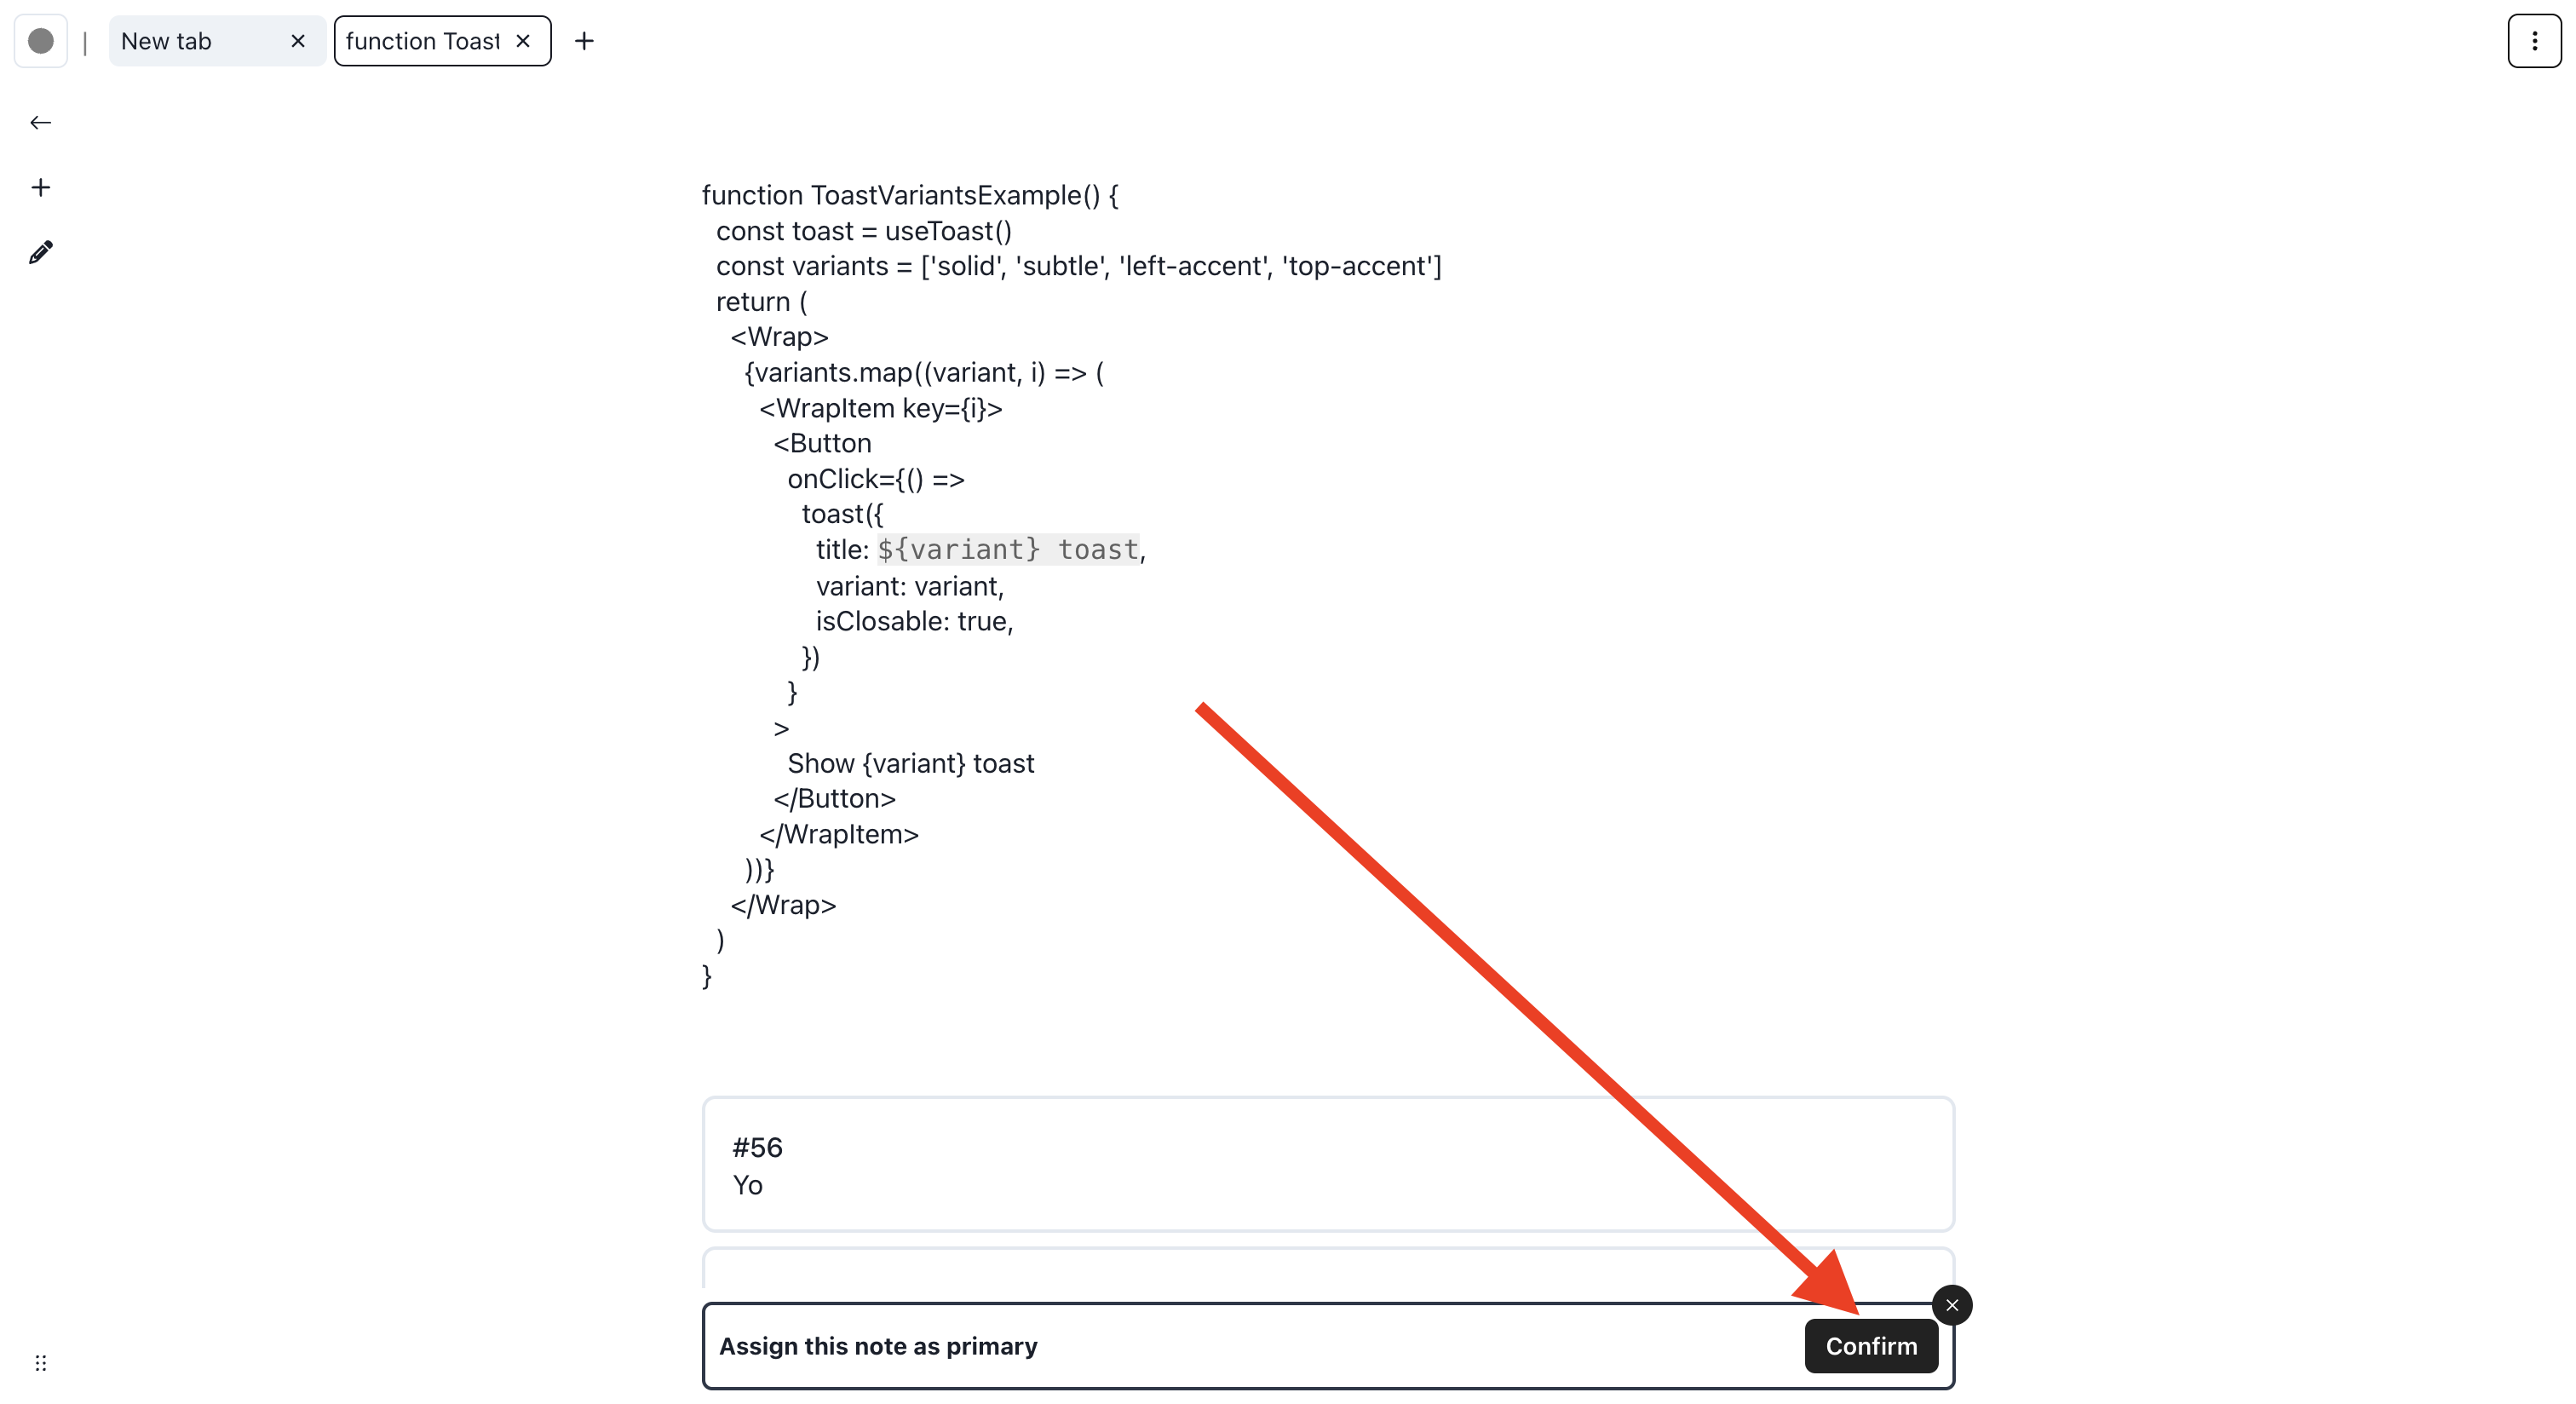 New tab
function Toast
function ToastVariantsExample() {
const toast = useToast()
const variants = ['solid', 'subtle', 'left-accent', 'top-accent']
return (
<Wrap>
{variants.map((variant, i) => (
<WrapItem key={i}>
<Button
onClick={() =>
toast({
title: ${variant} toast,
variant: variant,
isClosable: true,
})
}
>
Show {variant} toast
</Button>
</WrapItem>
))}
</Wrap>
)
}
#56
Yo
Assign this note as primary
Confirm